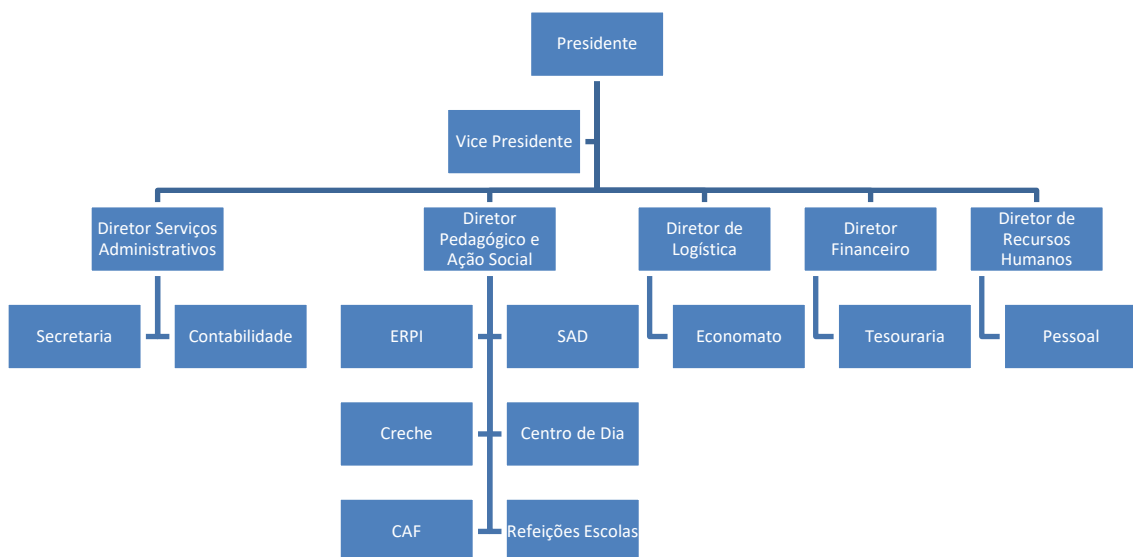 Presidente
Vice Presidente
Diretor Serviços
Administrativos
Diretor
Pedagógico e
Ação Social
Diretor de
Logística
Diretor
Financeiro
Diretor de
Recursos
Humanos
Secretaria
Contabilidade
ERPI
SAD
Economato
Tesouraria
Pessoal
Creche
Centro de Dia
CAF
Refeições Escolas